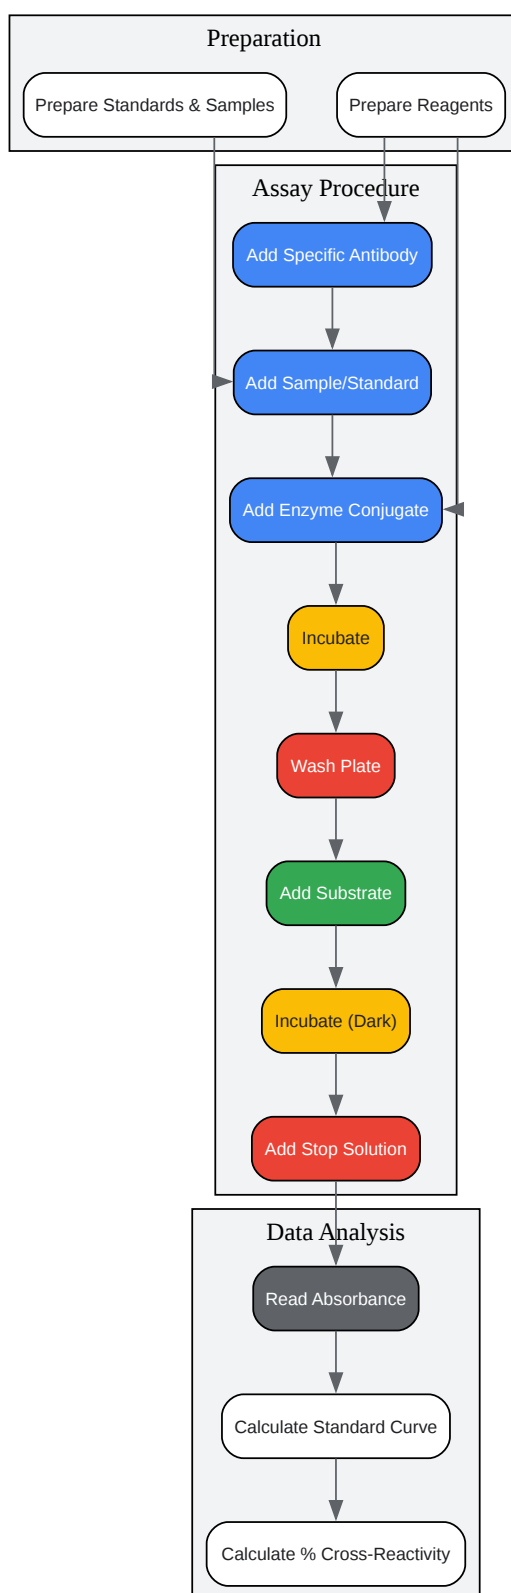 Preparation
Prepare Standards & Samples
Prepare Reagents
Assay Procedure
Add Specific Antibody
Add Sample/Standard
Add Enzyme Conjugate
Incubate
Wash Plate
Add Substrate
Incubate (Dark)
Add Stop Solution
Data Analysis
Read Absorbance
Calculate Standard Curve
Calculate % Cross-Reactivity